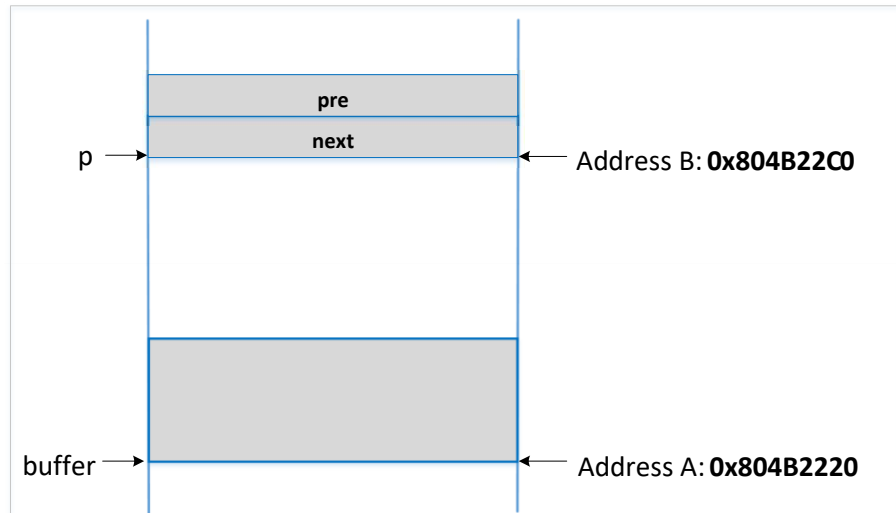 pre
next
p
Address B: 0x804B22C0
buffer
Address A: 0x804B2220